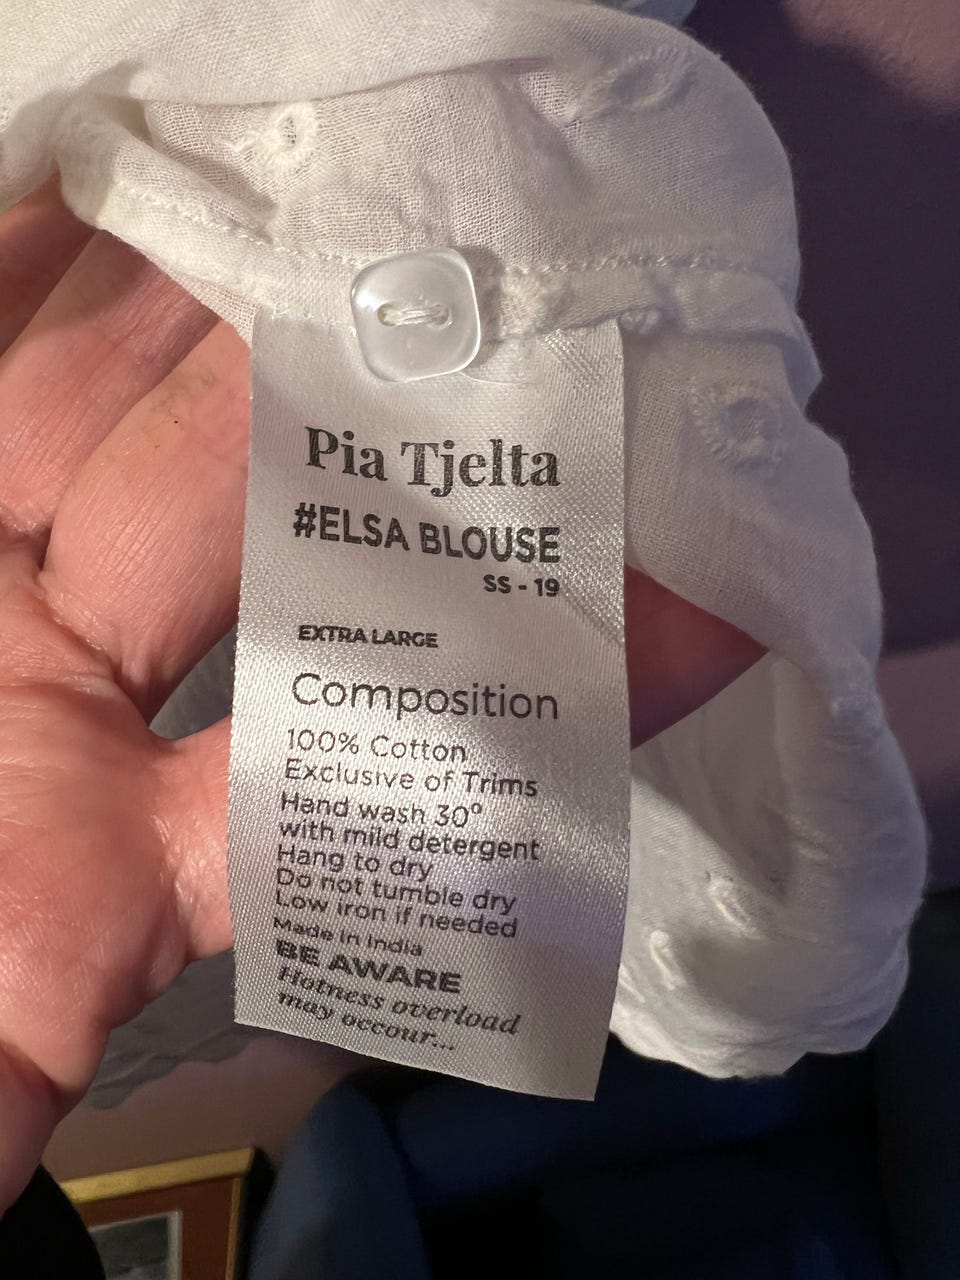 Pia Tjelta
#ELSA BLOUSE
SS - 19
EXTRA LARGE
Composition
100% Cotton
Exclusive of Trims
Hand wash 30°
with mild detergent
Hang to dry
Do not tumble dry
Low iron if needed
Made in India
BE AWARE
Hotness overload
may occour...